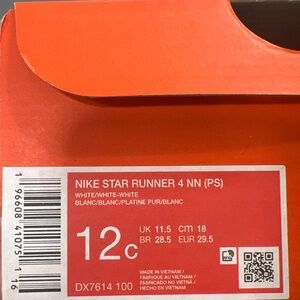 NIKE STAR RUNNER 4 NN (PS)
WHITE/WHITE-WHITE
BLANC/BLANC/PLATINE PUR/BLANC
12C
UK 11.5 CM 18
BR 28.5 EUR 29.5
DX7614 100
MADE IN VIETNAM /
FABRIQUE AU VIETNAM /
FABRICADO NO VIETNÃ /
HECHO EN VIETNAM
1 96608 41075 1 16